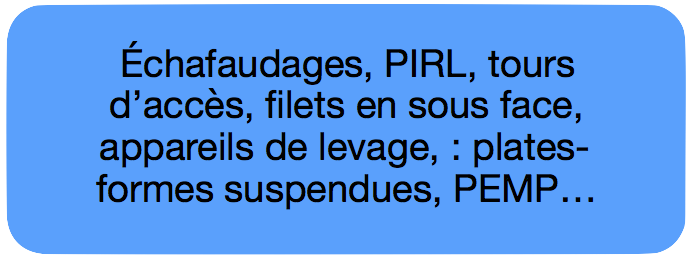 Échafaudages, PIRL, tours
d’accès, filets en sous face,
appareils de levage, : plates-
formes suspendues, PEMP…